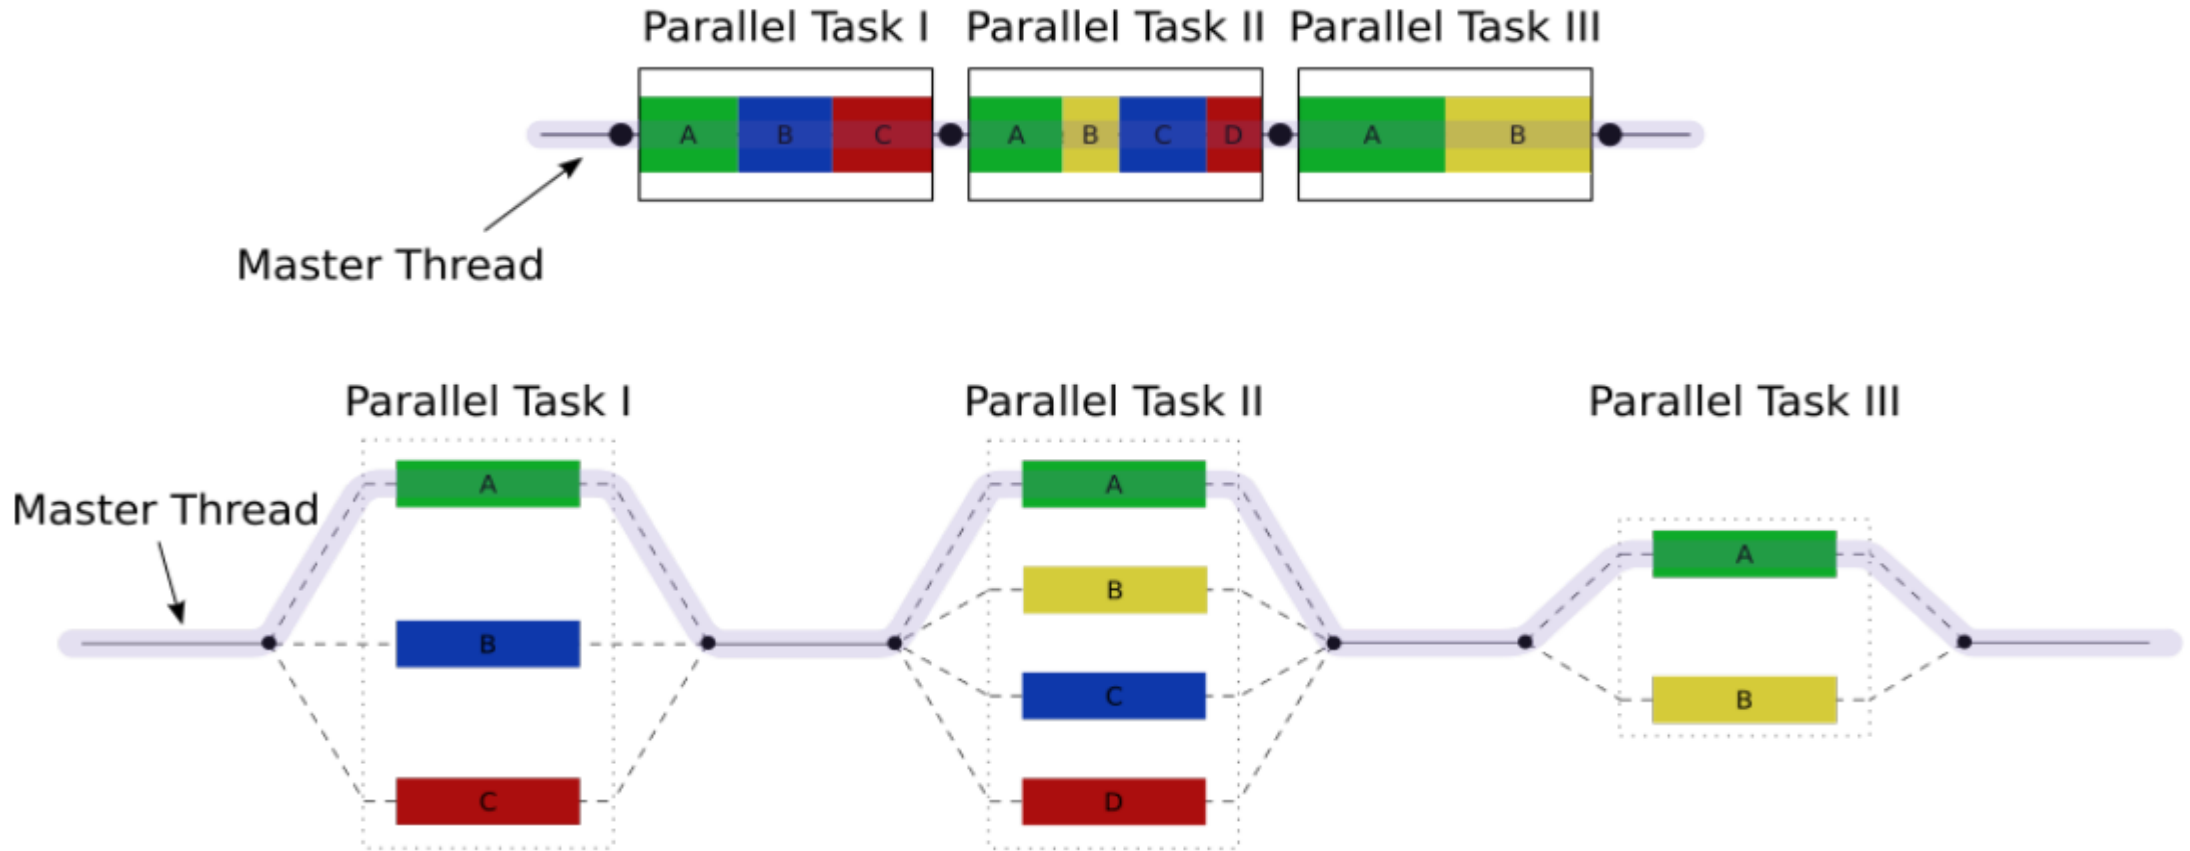 Parallel Task I Parallel Task II Parallel Task III
A B C A B C D A B
Master Thread
Parallel Task I Parallel Task II Parallel Task III
A A
Master Thread
A
B
B
C
B
C D